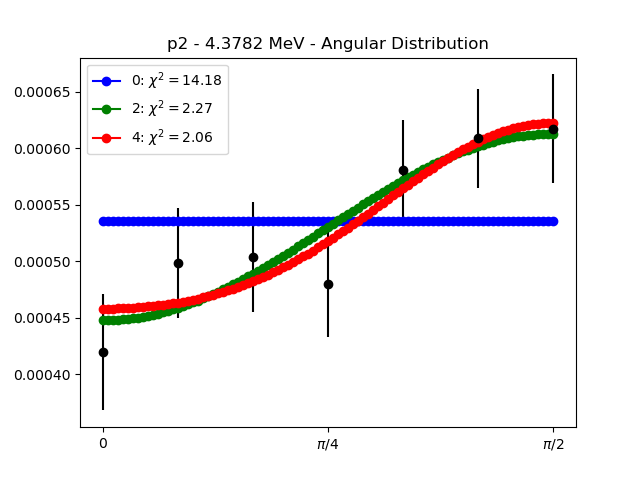 p2 - 4.3782 MeV - Angular Distribution
0: χ² = 14.18
2: χ² = 2.27
4: χ² = 2.06
0.00065
0.00060
0.00055
0.00050
0.00045
0.00040
0 π/4 π/2